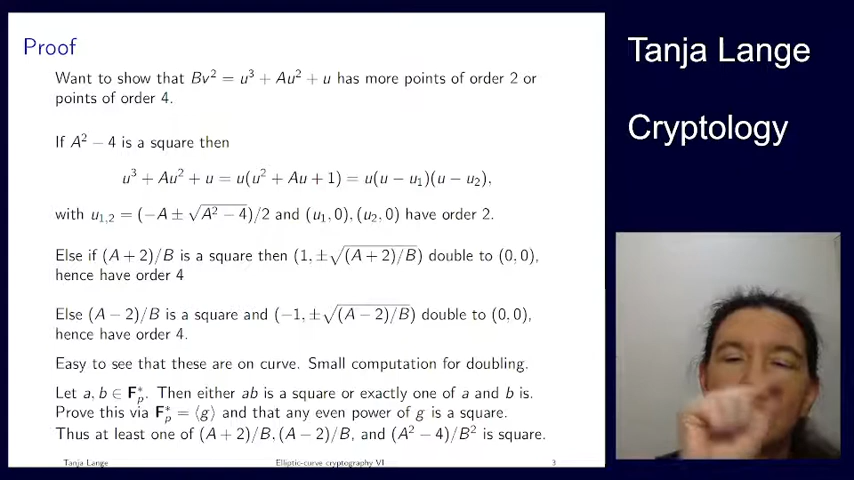 Proof
Tanja Lange
Want to show that Bv² = u³ + Au² + u has more points of order 2 or
points of order 4.
Cryptology
If A² − 4 is a square then
u³ + Au² + u = u(u² + Au + 1) = u(u − u₁)(u − u₂),
with u₁,₂ = (−A ± √(A² − 4))/2 and (u₁, 0), (u₂, 0) have order 2.
Else if (A + 2)/B is a square then (1, ±√((A + 2)/B)) double to (0, 0),
hence have order 4
Else (A − 2)/B is a square and (−1, ±√((A − 2)/B)) double to (0, 0),
hence have order 4.
Easy to see that these are on curve. Small computation for doubling.
Let a, b ∈ F*ₚ. Then either ab is a square or exactly one of a and b is.
Prove this via F*ₚ = ⟨g⟩ and that any even power of g is a square.
Thus at least one of (A + 2)/B, (A − 2)/B, and (A² − 4)/B² is square.
Tanja Lange Elliptic-curve cryptography VI 3